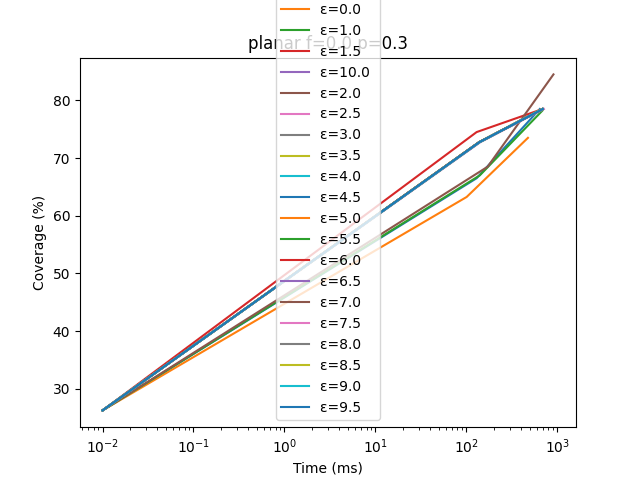 planar f=0.0 p=0.3
ε=0.0
ε=1.0
ε=1.5
ε=10.0
ε=2.0
ε=2.5
ε=3.0
ε=3.5
ε=4.0
ε=4.5
ε=5.0
ε=5.5
ε=6.0
ε=6.5
ε=7.0
ε=7.5
ε=8.0
ε=8.5
ε=9.0
ε=9.5
Coverage (%)
80
70
60
50
40
30
10⁻² 10⁻¹ 10⁰ 10¹ 10² 10³
Time (ms)